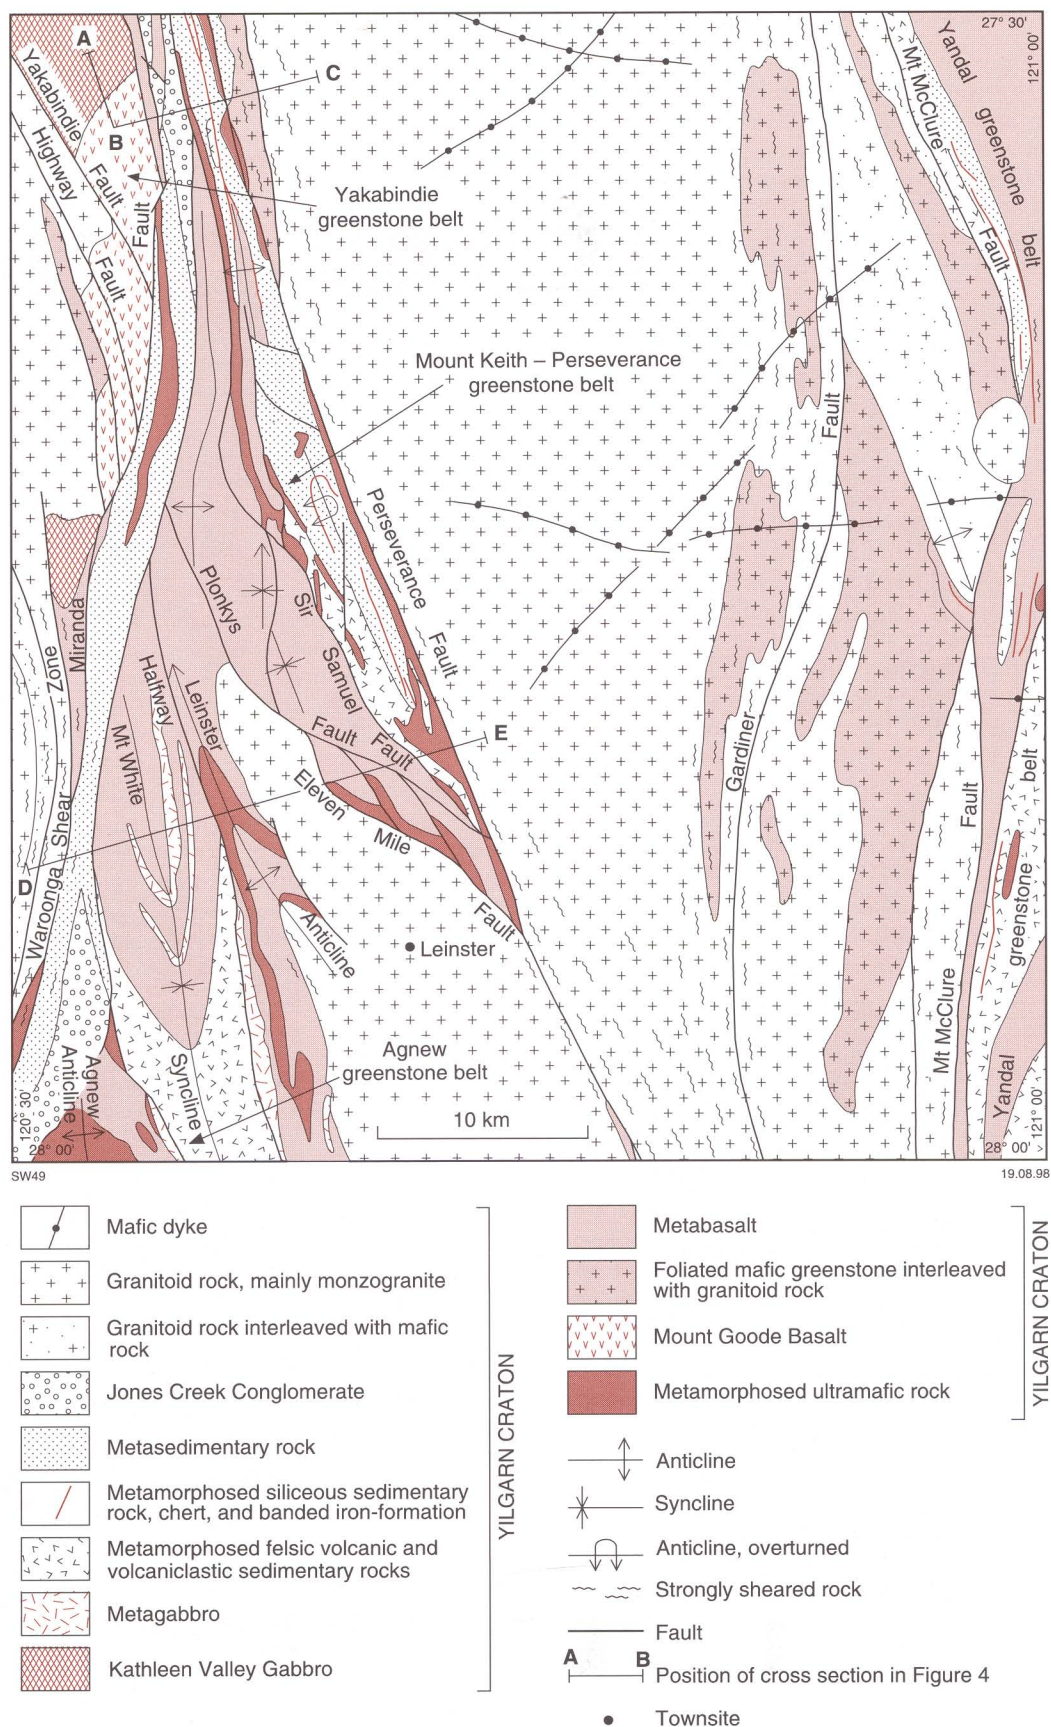 27° 30'
121° 00'
A
C
B
Yakabindie
Fault
Highway
Fault
Fault
Yakabindie
greenstone belt
Mt McClure
Fault
Yandal
greenstone
belt
Mount Keith – Perseverance
greenstone belt
Fault
Perseverance
Fault
Plonkys
Fault
Sir
Samuel
Fault
Miranda
Zone
Waroonga Shear
Halfway
Leinster
Mt White
E
Eleven
Mile
Fault
D
Anticline
Leinster
Gardiner
Fault
belt
greenstone
Yandal
Mt McClure
Agnew
greenstone belt
Syncline
Agnew
Anticline
10 km
120° 30'
28° 00'
28° 00'
121° 00'
SW49
19.08.98
Mafic dyke
Granitoid rock, mainly monzogranite
Granitoid rock interleaved with mafic
rock
Jones Creek Conglomerate
Metasedimentary rock
Metamorphosed siliceous sedimentary
rock, chert, and banded iron-formation
Metamorphosed felsic volcanic and
volcaniclastic sedimentary rocks
Metagabbro
Kathleen Valley Gabbro
YILGARN CRATON
Metabasalt
Foliated mafic greenstone interleaved
with granitoid rock
Mount Goode Basalt
Metamorphosed ultramafic rock
YILGARN CRATON
Anticline
Syncline
Anticline, overturned
Strongly sheared rock
Fault
A B
Position of cross section in Figure 4
Townsite